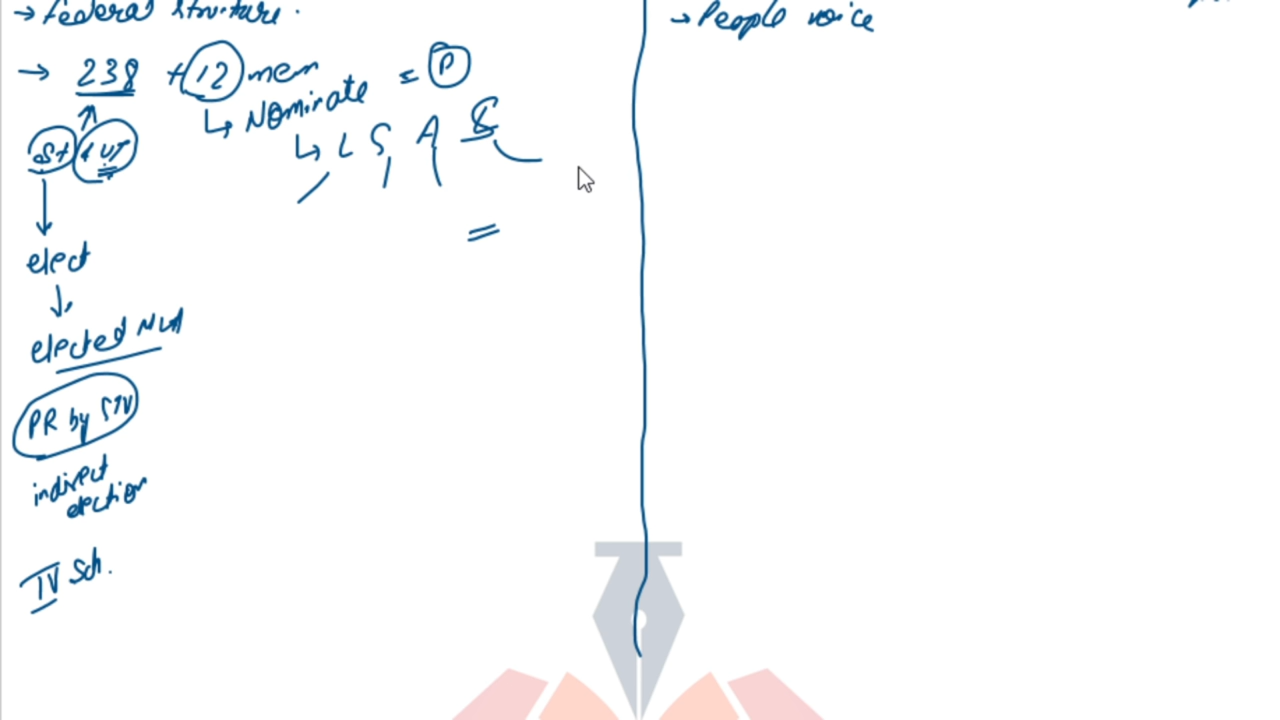 → Federal structure.
→ 238 + 12 mem = P
↳ Nominate
↳ L S A S
St & UT
elect
elected MLA
PR by STV
indirect
election
IV Sch.
→ People voice